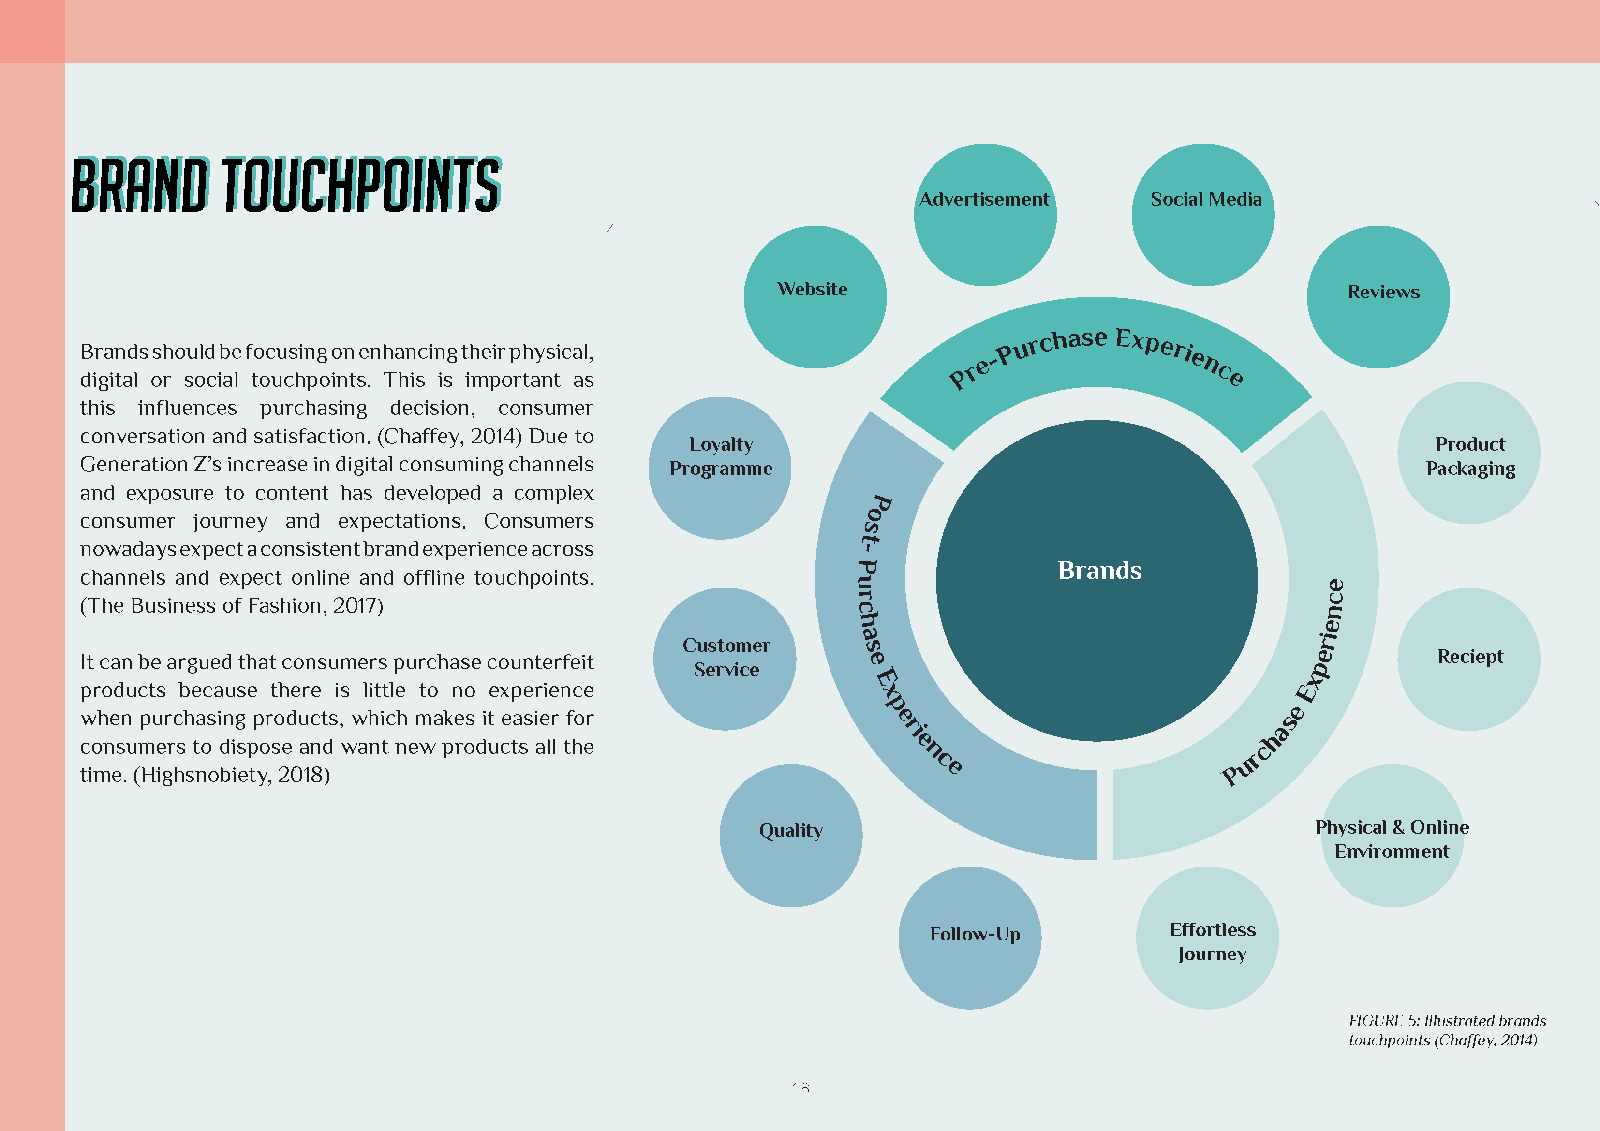 BRAND TOUCHPOINTS
Brands should be focusing on enhancing their physical,
digital or social touchpoints. This is important as
this influences purchasing decision, consumer
conversation and satisfaction. (Chaffey, 2014) Due to
Generation Z’s increase in digital consuming channels
and exposure to content has developed a complex
consumer journey and expectations. Consumers
nowadays expect a consistent brand experience across
channels and expect online and offline touchpoints.
(The Business of Fashion, 2017)
It can be argued that consumers purchase counterfeit
products because there is little to no experience
when purchasing products, which makes it easier for
consumers to dispose and want new products all the
time. (Highsnobiety, 2018)
Advertisement
Social Media
Website
Reviews
Pre-Purchase Experience
Loyalty
Programme
Product
Packaging
Post- Purchase Experience
Brands
Purchase Experience
Customer
Service
Reciept
Quality
Physical & Online
Environment
Follow-Up
Effortless
Journey
FIGURE 5: Illustrated brands
touchpoints (Chaffey, 2014)